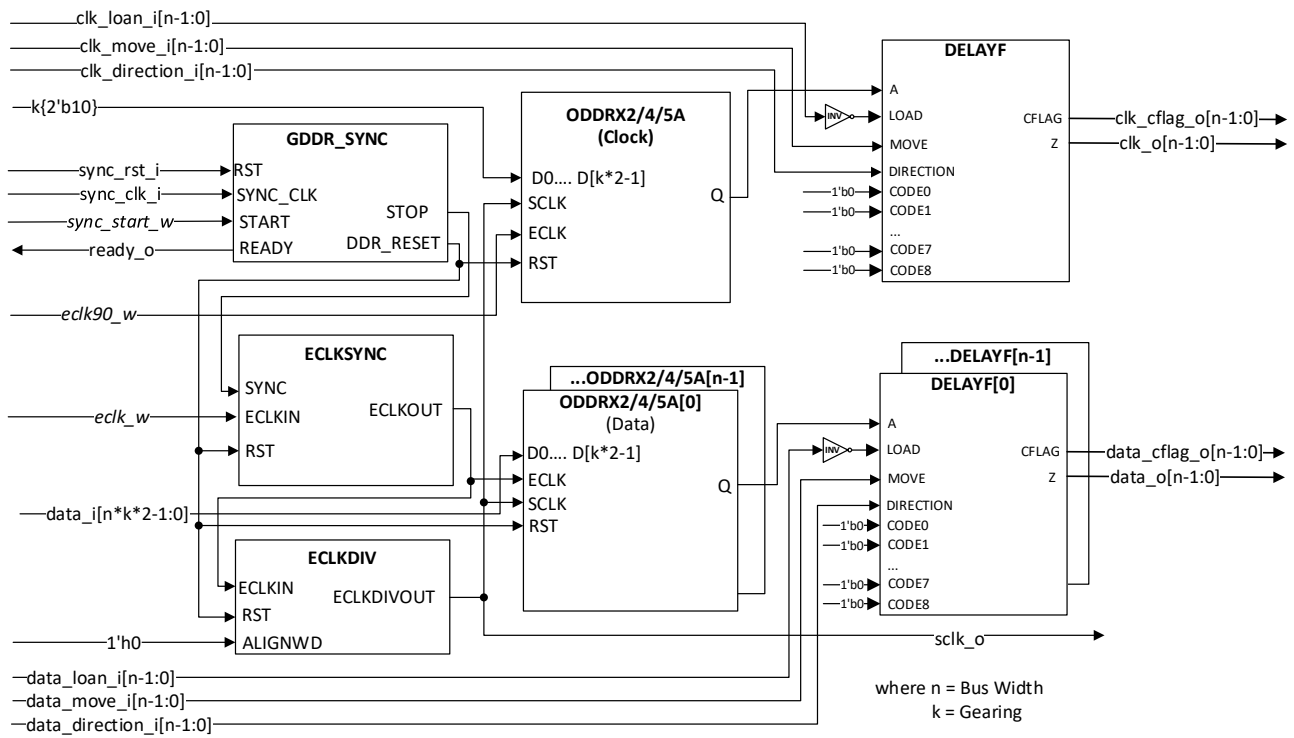 clk_loan_i[n-1:0]
clk_move_i[n-1:0]
clk_direction_i[n-1:0]
k{2'b10}
GDDR_SYNC
sync_rst_i
RST
sync_clk_i
SYNC_CLK
sync_start_w
START
ready_o
READY
STOP
DDR_RESET
ODDRX2/4/5A
(Clock)
D0.... D[k*2-1]
SCLK
ECLK
RST
Q
DELAYF
A
INV
LOAD
MOVE
DIRECTION
1'b0
CODE0
1'b0
CODE1
...
1'b0
CODE7
1'b0
CODE8
CFLAG
clk_cflag_o[n-1:0]
Z
clk_o[n-1:0]
eclk90_w
ECLKSYNC
SYNC
eclk_w
ECLKIN
RST
ECLKOUT
...ODDRX2/4/5A[n-1]
ODDRX2/4/5A[0]
(Data)
D0.... D[k*2-1]
ECLK
SCLK
RST
Q
data_i[n*k*2-1:0]
...DELAYF[n-1]
DELAYF[0]
A
INV
LOAD
MOVE
DIRECTION
1'b0
CODE0
1'b0
CODE1
...
1'b0
CODE7
1'b0
CODE8
CFLAG
data_cflag_o[n-1:0]
Z
data_o[n-1:0]
ECLKDIV
ECLKIN
RST
1'h0
ALIGNWD
ECLKDIVOUT
sclk_o
data_loan_i[n-1:0]
data_move_i[n-1:0]
data_direction_i[n-1:0]
where n = Bus Width
k = Gearing